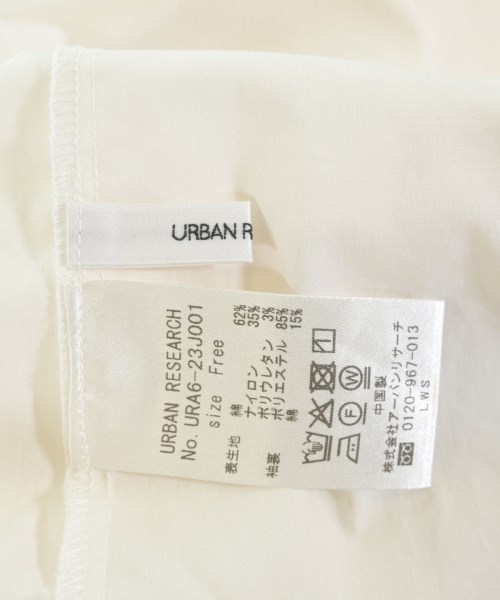 URBAN R
URBAN RESEARCH
No. URA6-23J001
size Free
表生地 綿 62%
ナイロン 35%
ポリウレタン 3%
袖裏 ポリエステル 85%
綿 15%
中国製
株式会社アーバンリサーチ
0120-967-013
LWS